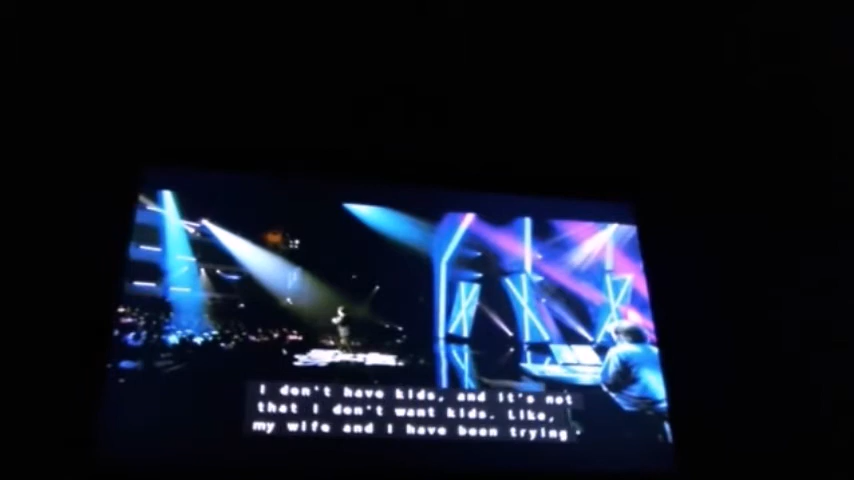 I don't have kids, and it's not
that I don't want kids. Like,
my wife and I have been trying